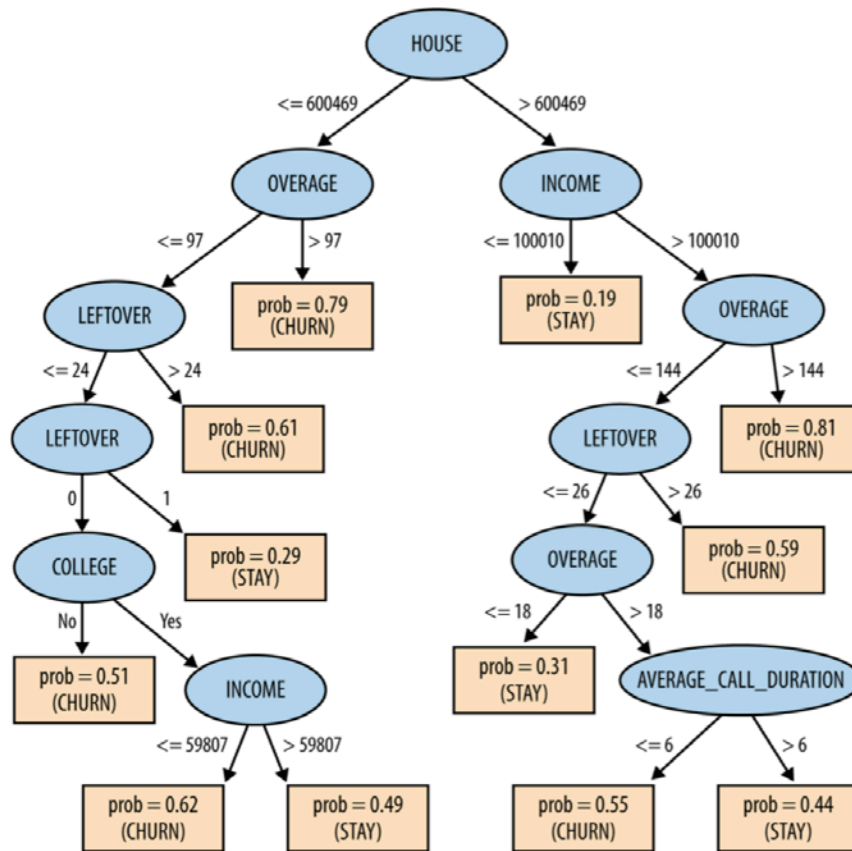 HOUSE
<= 600469
> 600469
OVERAGE
INCOME
<= 97
> 97
<= 100010
> 100010
LEFTOVER
prob = 0.79
(CHURN)
prob = 0.19
(STAY)
OVERAGE
<= 24
> 24
<= 144
> 144
LEFTOVER
prob = 0.61
(CHURN)
LEFTOVER
prob = 0.81
(CHURN)
0
1
<= 26
> 26
COLLEGE
prob = 0.29
(STAY)
OVERAGE
prob = 0.59
(CHURN)
No
Yes
<= 18
> 18
prob = 0.51
(CHURN)
INCOME
prob = 0.31
(STAY)
AVERAGE_CALL_DURATION
<= 59807
> 59807
<= 6
> 6
prob = 0.62
(CHURN)
prob = 0.49
(STAY)
prob = 0.55
(CHURN)
prob = 0.44
(STAY)